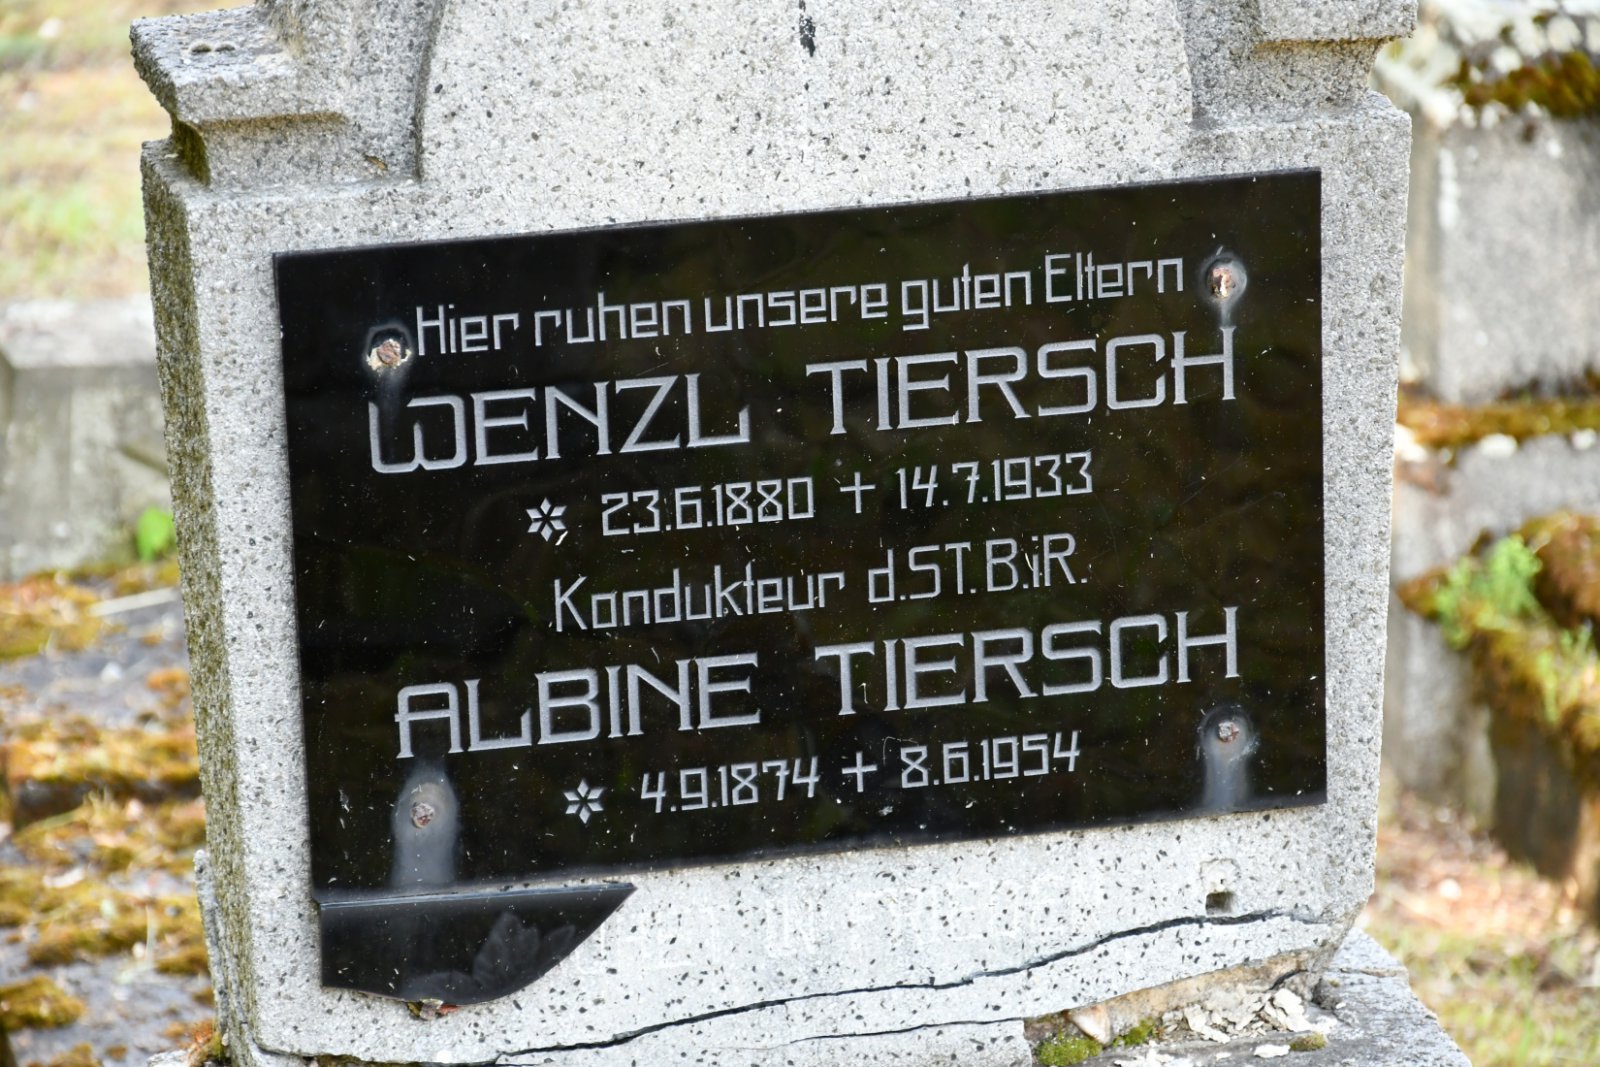 Hier ruhen unsere guten Eltern
WENZL TIERSCH
* 23.6.1880 + 14.7.1933
Kondukteur d.ST.B.i.R.
ALBINE TIERSCH
* 4.9.1874 + 8.6.1954